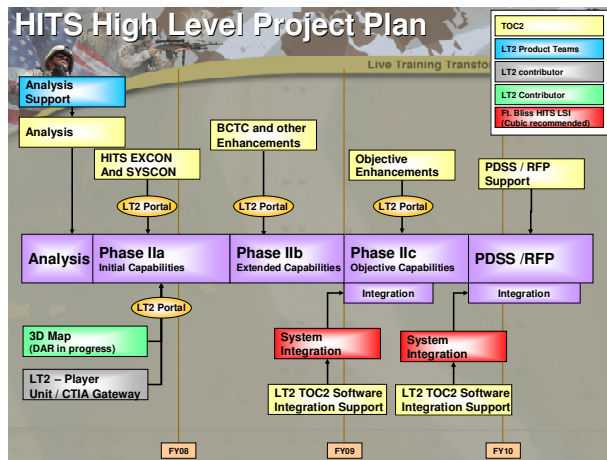 HITS High Level Project Plan
Live Training Transfor
TOC2
LT2 Product Teams
LT2 contributor
LT2 Contributor
Ft. Bliss HITS LSI
(Cubic recommended)
Analysis
Support
Analysis
HITS EXCON
And SYSCON
BCTC and other
Enhancements
Objective
Enhancements
PDSS / RFP
Support
LT2 Portal
LT2 Portal
LT2 Portal
Analysis
Phase IIa
Initial Capabilities
Phase IIb
Extended Capabilities
Phase IIc
Objective Capabilities
PDSS /RFP
Integration
Integration
LT2 Portal
3D Map
(DAR in progress)
System
Integration
System
Integration
LT2 – Player
Unit / CTIA Gateway
LT2 TOC2 Software
Integration Support
LT2 TOC2 Software
Integration Support
FY08
FY09
FY10